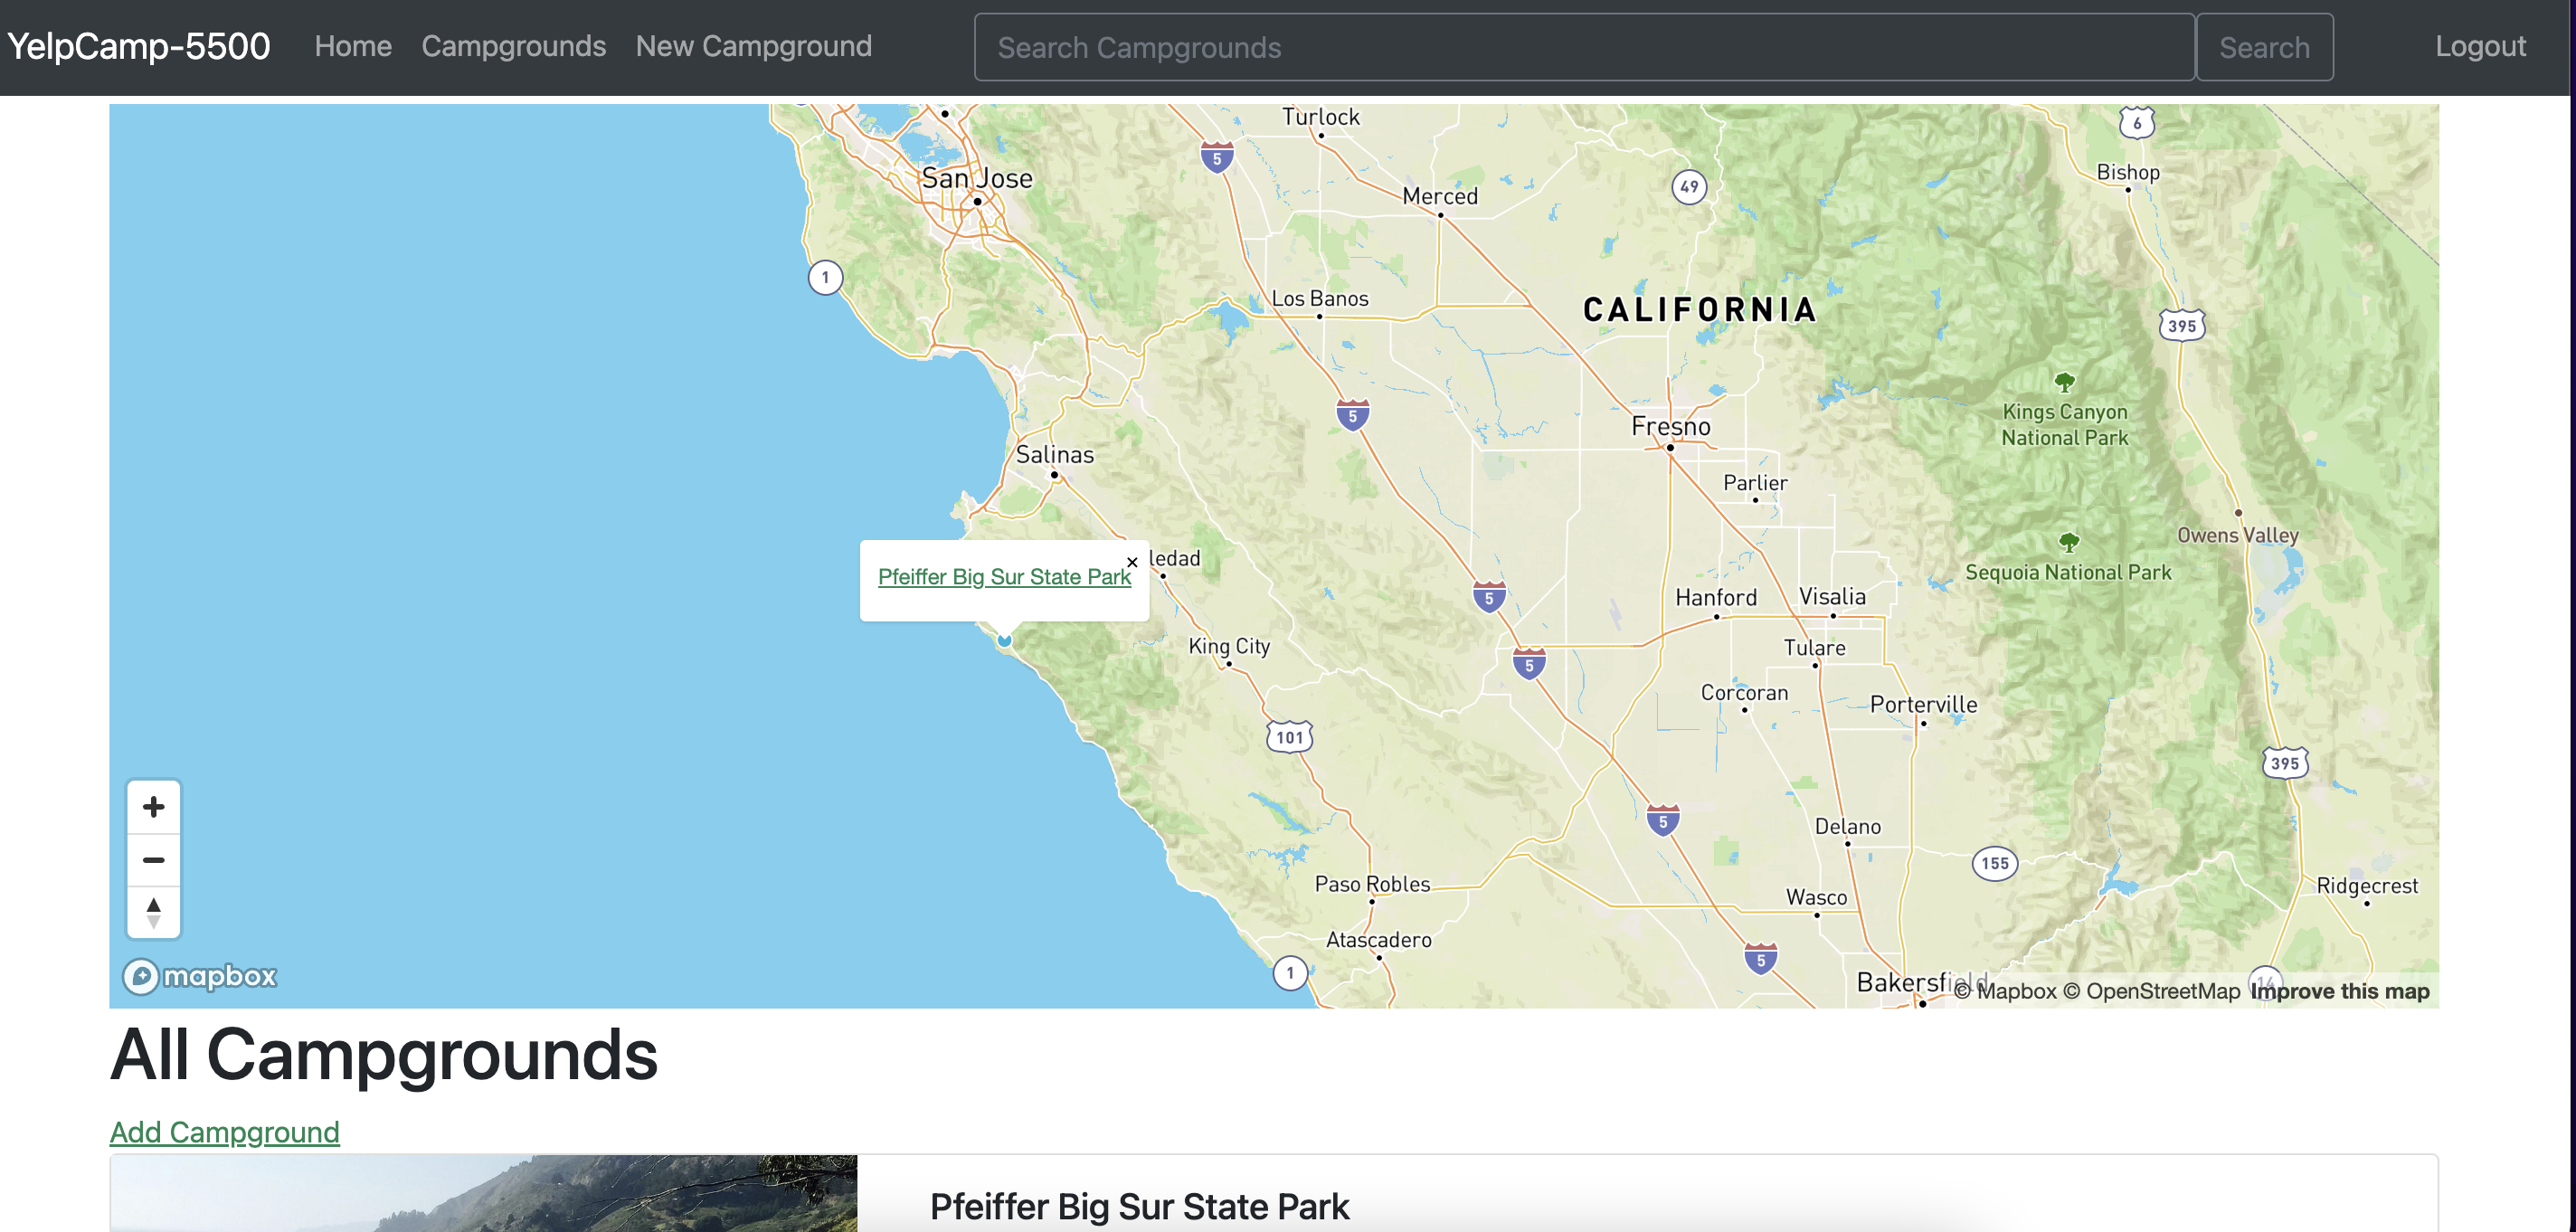 YelpCamp-5500 Home Campgrounds New Campground Search Campgrounds Search Logout
Turlock
6
5
San Jose
Bishop
49
Merced
1
Los Banos
CALIFORNIA
395
5
Kings Canyon
National Park
Fresno
Salinas
Parlier
Owens Valley
ledad
×
Pfeiffer Big Sur State Park
Sequoia National Park
5
Hanford
Visalia
King City
Tulare
5
Corcoran
Porterville
101
395
+
5
Delano
−
155
Paso Robles
Ridgecrest
Wasco
Atascadero
5
1
mapbox
Bakersfield
14
© Mapbox © OpenStreetMap Improve this map
All Campgrounds
Add Campground
Pfeiffer Big Sur State Park